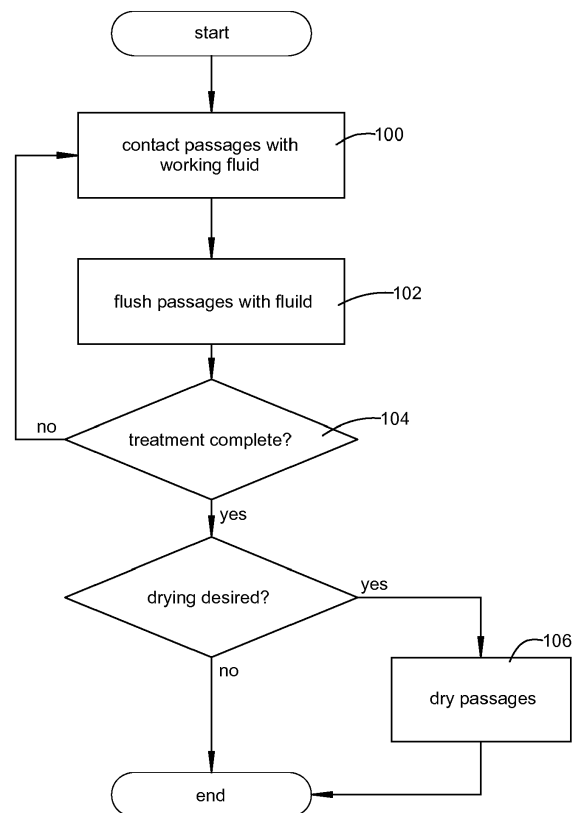 start
contact passages with
working fluid
100
flush passages with fluild
102
treatment complete?
104
no
yes
drying desired?
yes
no
106
dry passages
end